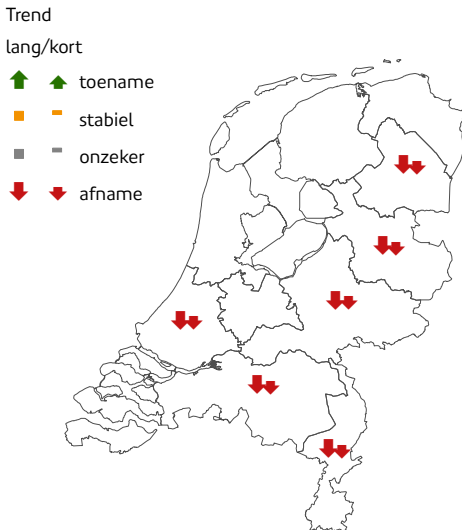 Trend
lang/kort
toename
stabiel
onzeker
afname